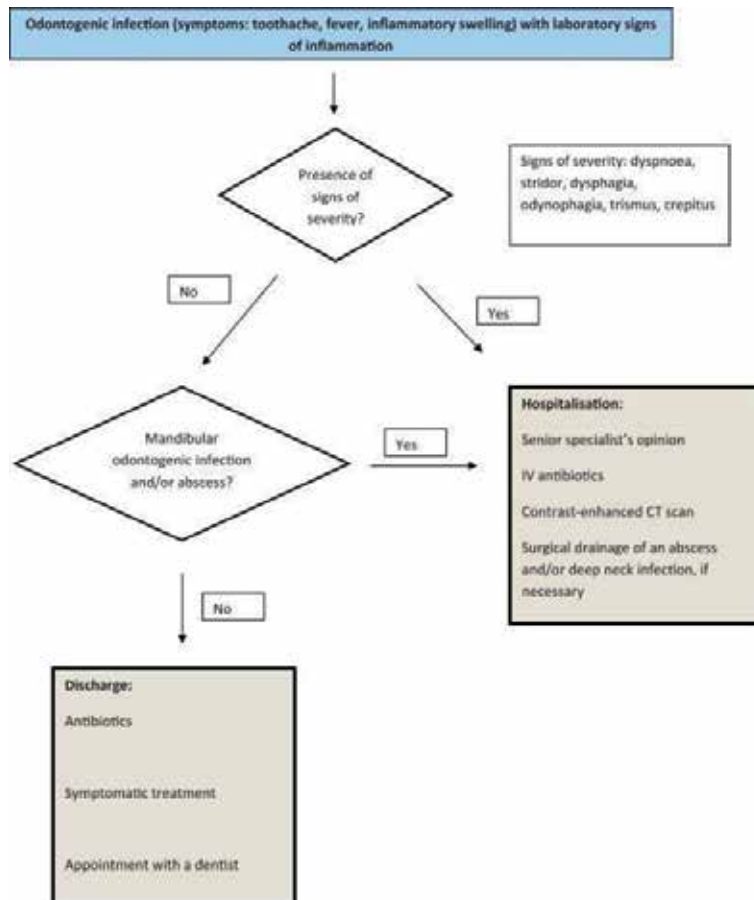 Odontogenic infection (symptoms: toothache, fever, inflammatory swelling) with laboratory signs
of inflammation
Presence of
signs of
severity?
Signs of severity: dyspnoea,
stridor, dysphagia,
odynophagia, trismus, crepitus
No
Yes
Mandibular
odontogenic infection
and/or abscess?
Yes
Hospitalisation:
Senior specialist's opinion
IV antibiotics
Contrast-enhanced CT scan
Surgical drainage of an abscess
and/or deep neck infection, if
necessary
No
Discharge:
Antibiotics
Symptomatic treatment
Appointment with a dentist